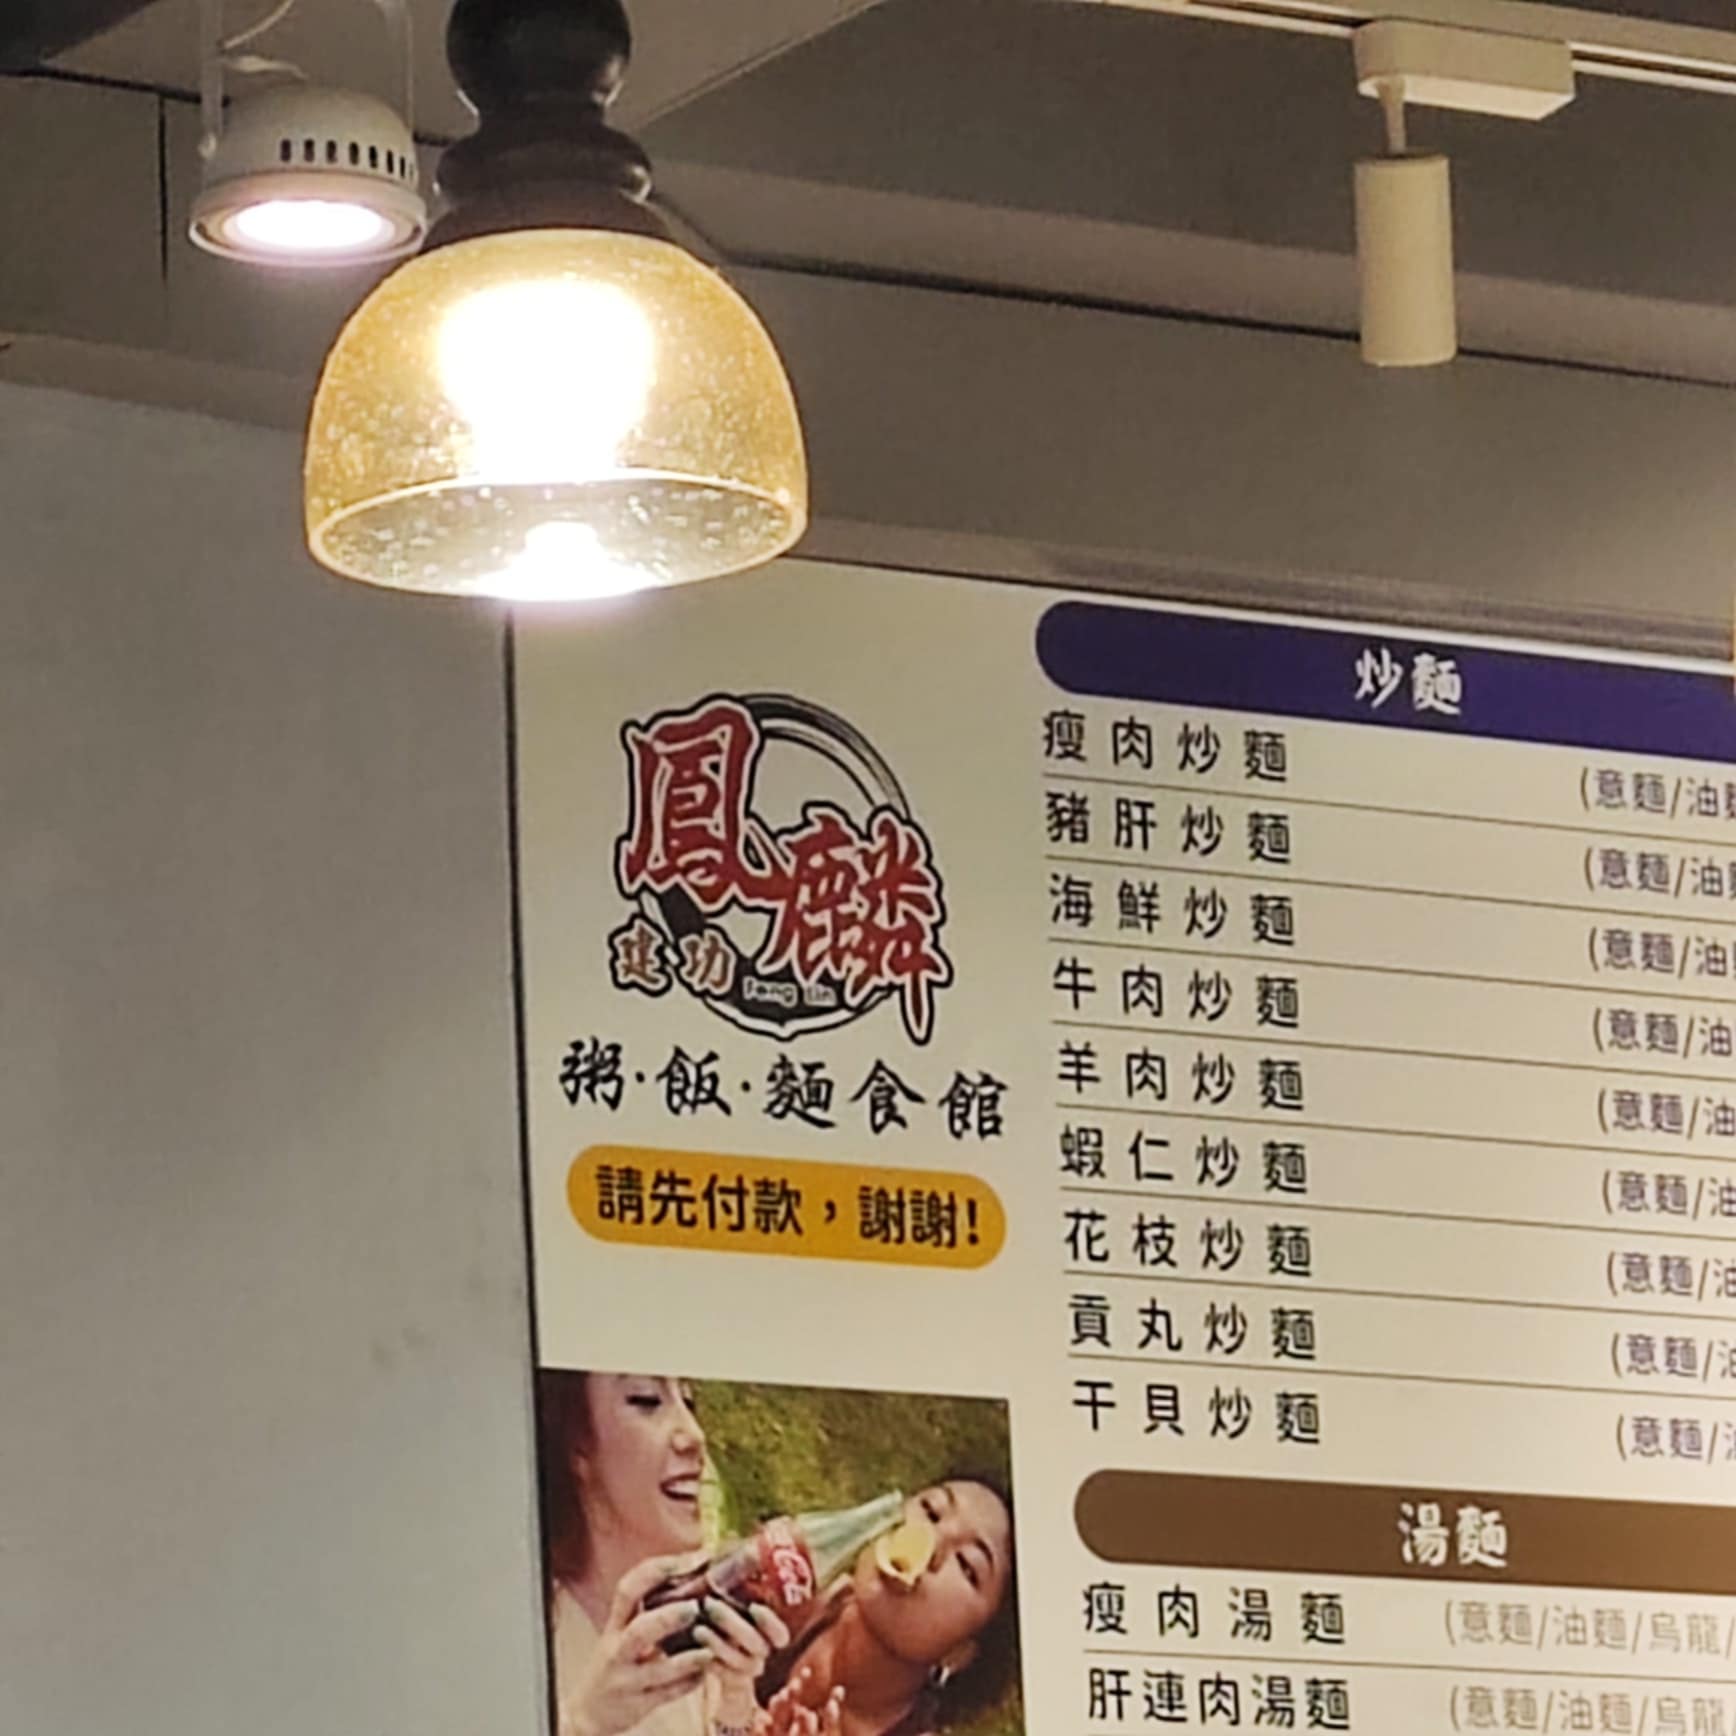 鳳麟
建功
Feng Lin
粥·飯·麵食館
請先付款，謝謝!
炒麵
瘦肉炒麵 (意麵/油麵
豬肝炒麵 (意麵/油麵
海鮮炒麵 (意麵/油
牛肉炒麵 (意麵/油
羊肉炒麵 (意麵/油
蝦仁炒麵 (意麵/油
花枝炒麵 (意麵/油
貢丸炒麵 (意麵/油
干貝炒麵 (意麵/
湯麵
瘦肉湯麵 (意麵/油麵/烏龍/
肝連肉湯麵 (意麵/油麵/烏龍